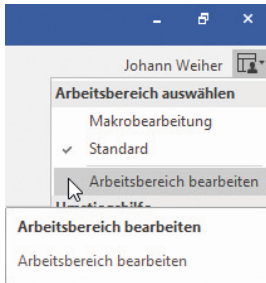 Johann Weiher
Arbeitsbereich auswählen
Makrobearbeitung
Standard
Arbeitsbereich bearbeiten
Arbeitsbereich bearbeiten
Arbeitsbereich bearbeiten